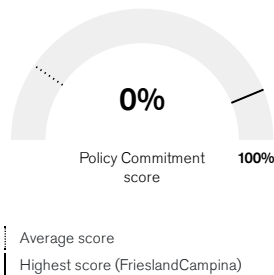 0%
Policy Commitment 100%
score
Average score
Highest score (FrieslandCampina)